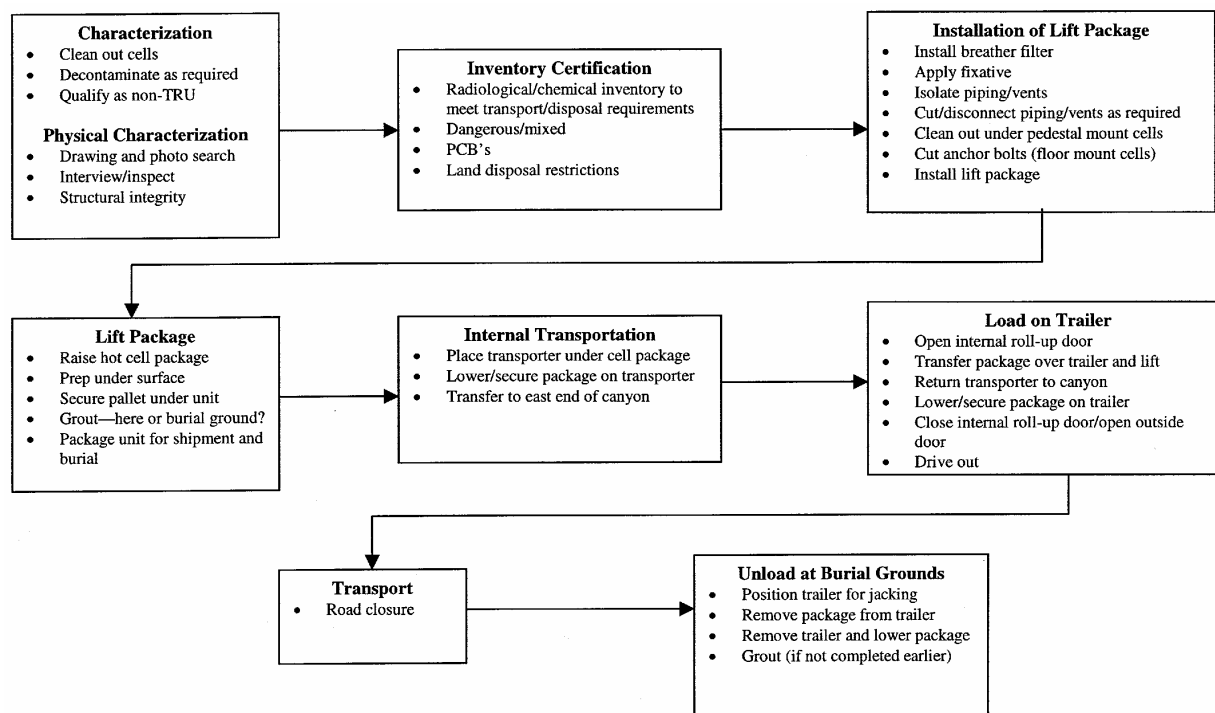 Characterization
• Clean out cells
• Decontaminate as required
• Qualify as non-TRU
Physical Characterization
• Drawing and photo search
• Interview/inspect
• Structural integrity
Inventory Certification
• Radiological/chemical inventory to
meet transport/disposal requirements
• Dangerous/mixed
• PCB's
• Land disposal restrictions
Installation of Lift Package
• Install breather filter
• Apply fixative
• Isolate piping/vents
• Cut/disconnect piping/vents as required
• Clean out under pedestal mount cells
• Cut anchor bolts (floor mount cells)
• Install lift package
Lift Package
• Raise hot cell package
• Prep under surface
• Secure pallet under unit
• Grout—here or burial ground?
• Package unit for shipment and
burial
Internal Transportation
• Place transporter under cell package
• Lower/secure package on transporter
• Transfer to east end of canyon
Load on Trailer
• Open internal roll-up door
• Transfer package over trailer and lift
• Return transporter to canyon
• Lower/secure package on trailer
• Close internal roll-up door/open outside
door
• Drive out
Transport
• Road closure
Unload at Burial Grounds
• Position trailer for jacking
• Remove package from trailer
• Remove trailer and lower package
• Grout (if not completed earlier)